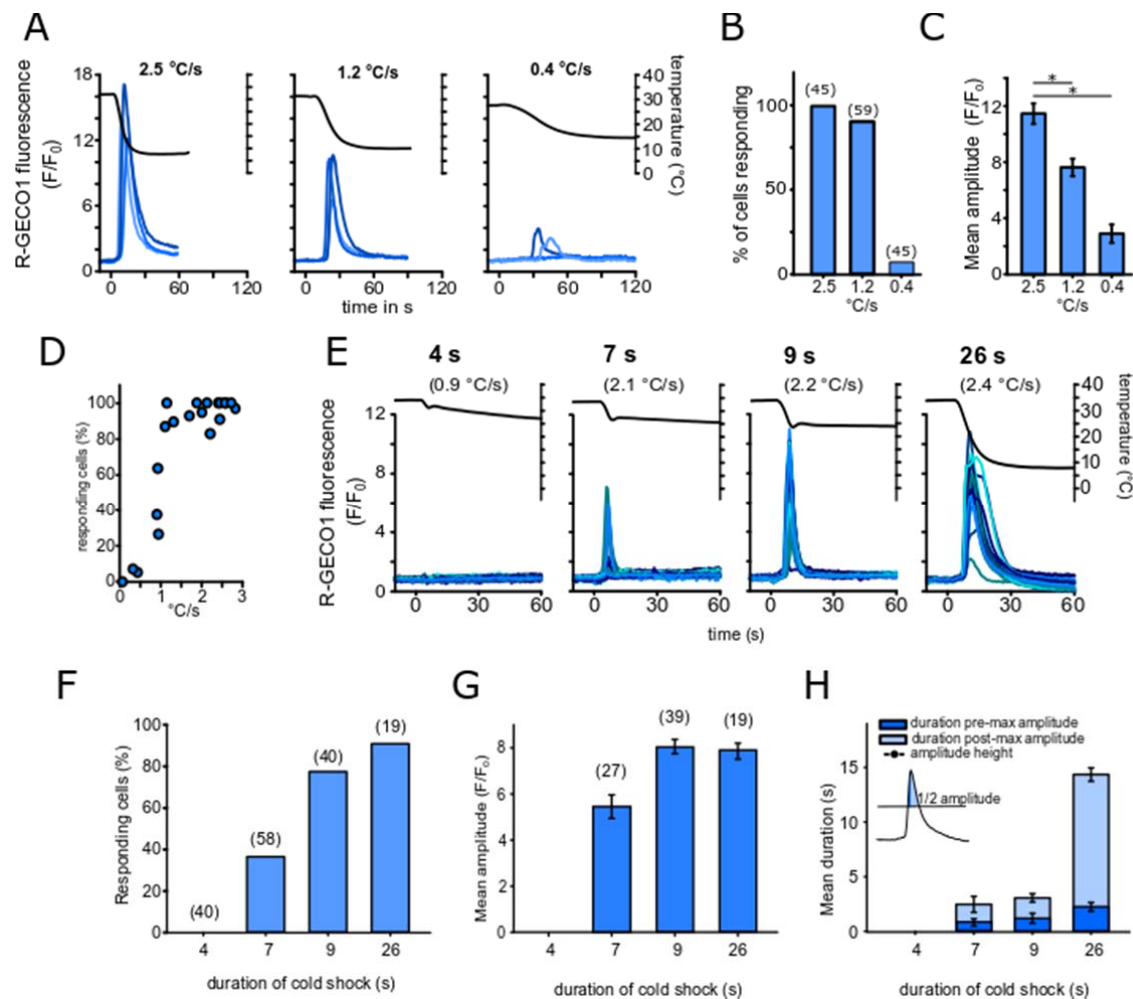 A
2.5 °C/s
1.2 °C/s
0.4 °C/s
R-GECO1 fluorescence
(F/F0)
18
12
6
0
0 60 120
0 60 120
0 60 120
time in s
40
30
20
10
0
temperature
(°C)
B
% of cells responding
100
50
0
(45)
(59)
(45)
2.5 1.2 0.4
°C/s
C
Mean amplitude (F/F0)
12
8
4
0
*
*
2.5 1.2 0.4
°C/s
D
responding cells (%)
100
80
60
40
20
0
0 1 2 3
°C/s
E
4 s
(0.9 °C/s)
7 s
(2.1 °C/s)
9 s
(2.2 °C/s)
26 s
(2.4 °C/s)
R-GECO1 fluorescence
(F/F0)
12
8
4
0
0 30 60
0 30 60
0 30 60
0 30 60
time (s)
40
30
20
10
0
temperature
(°C)
F
Responding cells (%)
100
80
60
40
20
0
(40)
(58)
(40)
(19)
4 7 9 26
duration of cold shock (s)
G
Mean amplitude (F/F0)
8
6
4
2
0
(27)
(39)
(19)
4 7 9 26
duration of cold shock (s)
H
duration pre-max amplitude
duration post-max amplitude
amplitude height
1/2 amplitude
Mean duration (s)
15
10
5
0
4 7 9 26
duration of cold shock (s)